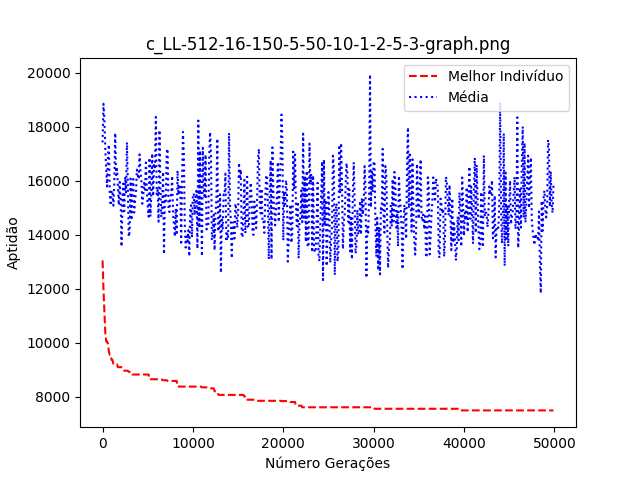 c_LL-512-16-150-5-50-10-1-2-5-3-graph.png
Melhor Indivíduo
Média
Aptidão
20000
18000
16000
14000
12000
10000
8000
0 10000 20000 30000 40000 50000
Número Gerações